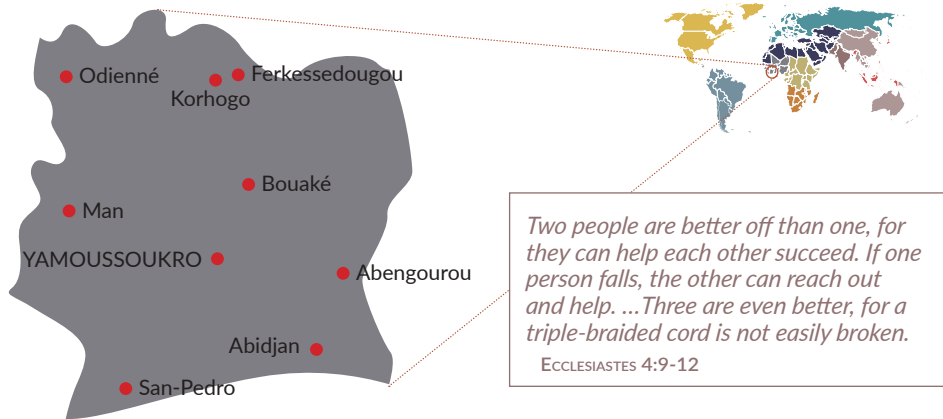 Odienné
Ferkessedougou
Korhogo
Bouaké
Man
YAMOUSSOUKRO
Abengourou
Abidjan
San-Pedro
Two people are better off than one, for
they can help each other succeed. If one
person falls, the other can reach out
and help. …Three are even better, for a
triple-braided cord is not easily broken.
Ecclesiastes 4:9-12